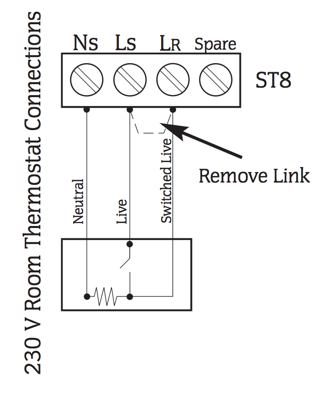 Ns Ls LR Spare
ST8
Remove Link
Neutral
Live
Switched Live
230 V Room Thermostat Connections